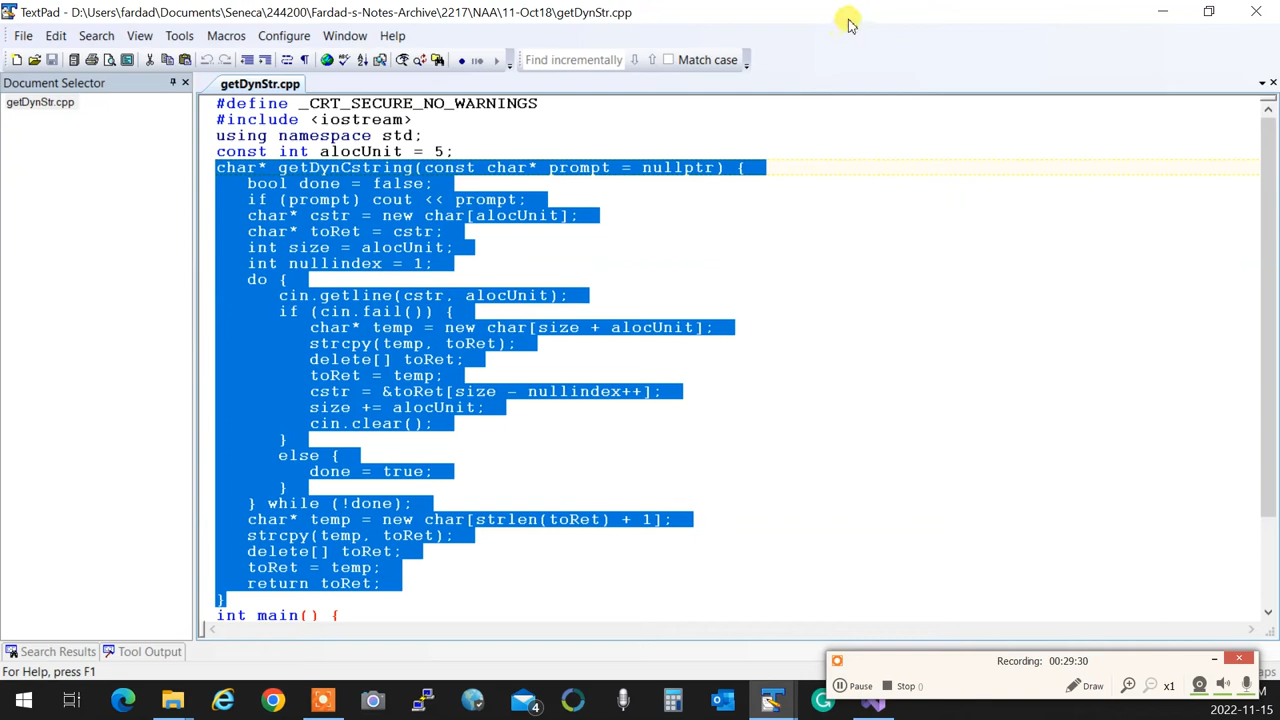 TextPad - D:\Users\fardad\Documents\Seneca\244200\Fardad-s-Notes-Archive\2217\NAA\11-Oct18\getDynStr.cpp
File Edit Search View Tools Macros Configure Window Help
Find incrementally Match case
Document Selector
getDynStr.cpp
getDynStr.cpp
#define _CRT_SECURE_NO_WARNINGS
#include <iostream>
using namespace std;
const int alocUnit = 5;
char* getDynCstring(const char* prompt = nullptr) {
bool done = false;
if (prompt) cout << prompt;
char* cstr = new char[alocUnit];
char* toRet = cstr;
int size = alocUnit;
int nullindex = 1;
do {
cin.getline(cstr, alocUnit);
if (cin.fail()) {
char* temp = new char[size + alocUnit];
strcpy(temp, toRet);
delete[] toRet;
toRet = temp;
cstr = &toRet[size - nullindex++];
size += alocUnit;
cin.clear();
}
else {
done = true;
}
} while (!done);
char* temp = new char[strlen(toRet) + 1];
strcpy(temp, toRet);
delete[] toRet;
toRet = temp;
return toRet;
}
int main() {
Search Results Tool Output
For Help, press F1
Recording: 00:29:30
Pause Stop () Draw x1
4
M
2022-11-15